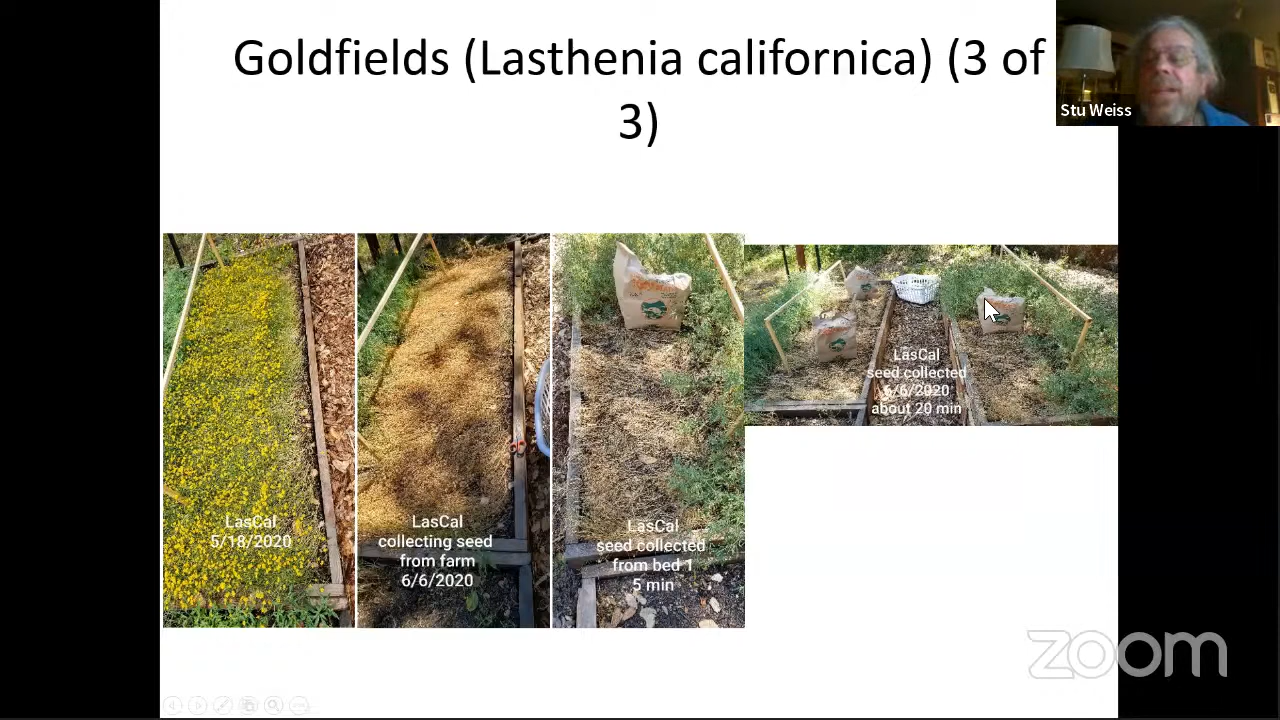 Goldfields (Lasthenia californica) (3 of
3)
Stu Weiss
LasCal
5/18/2020
LasCal
collecting seed
from farm
6/6/2020
LasCal
seed collected
from bed 1
5 min
LasCal
seed collected
6/6/2020
about 20 min
zoom